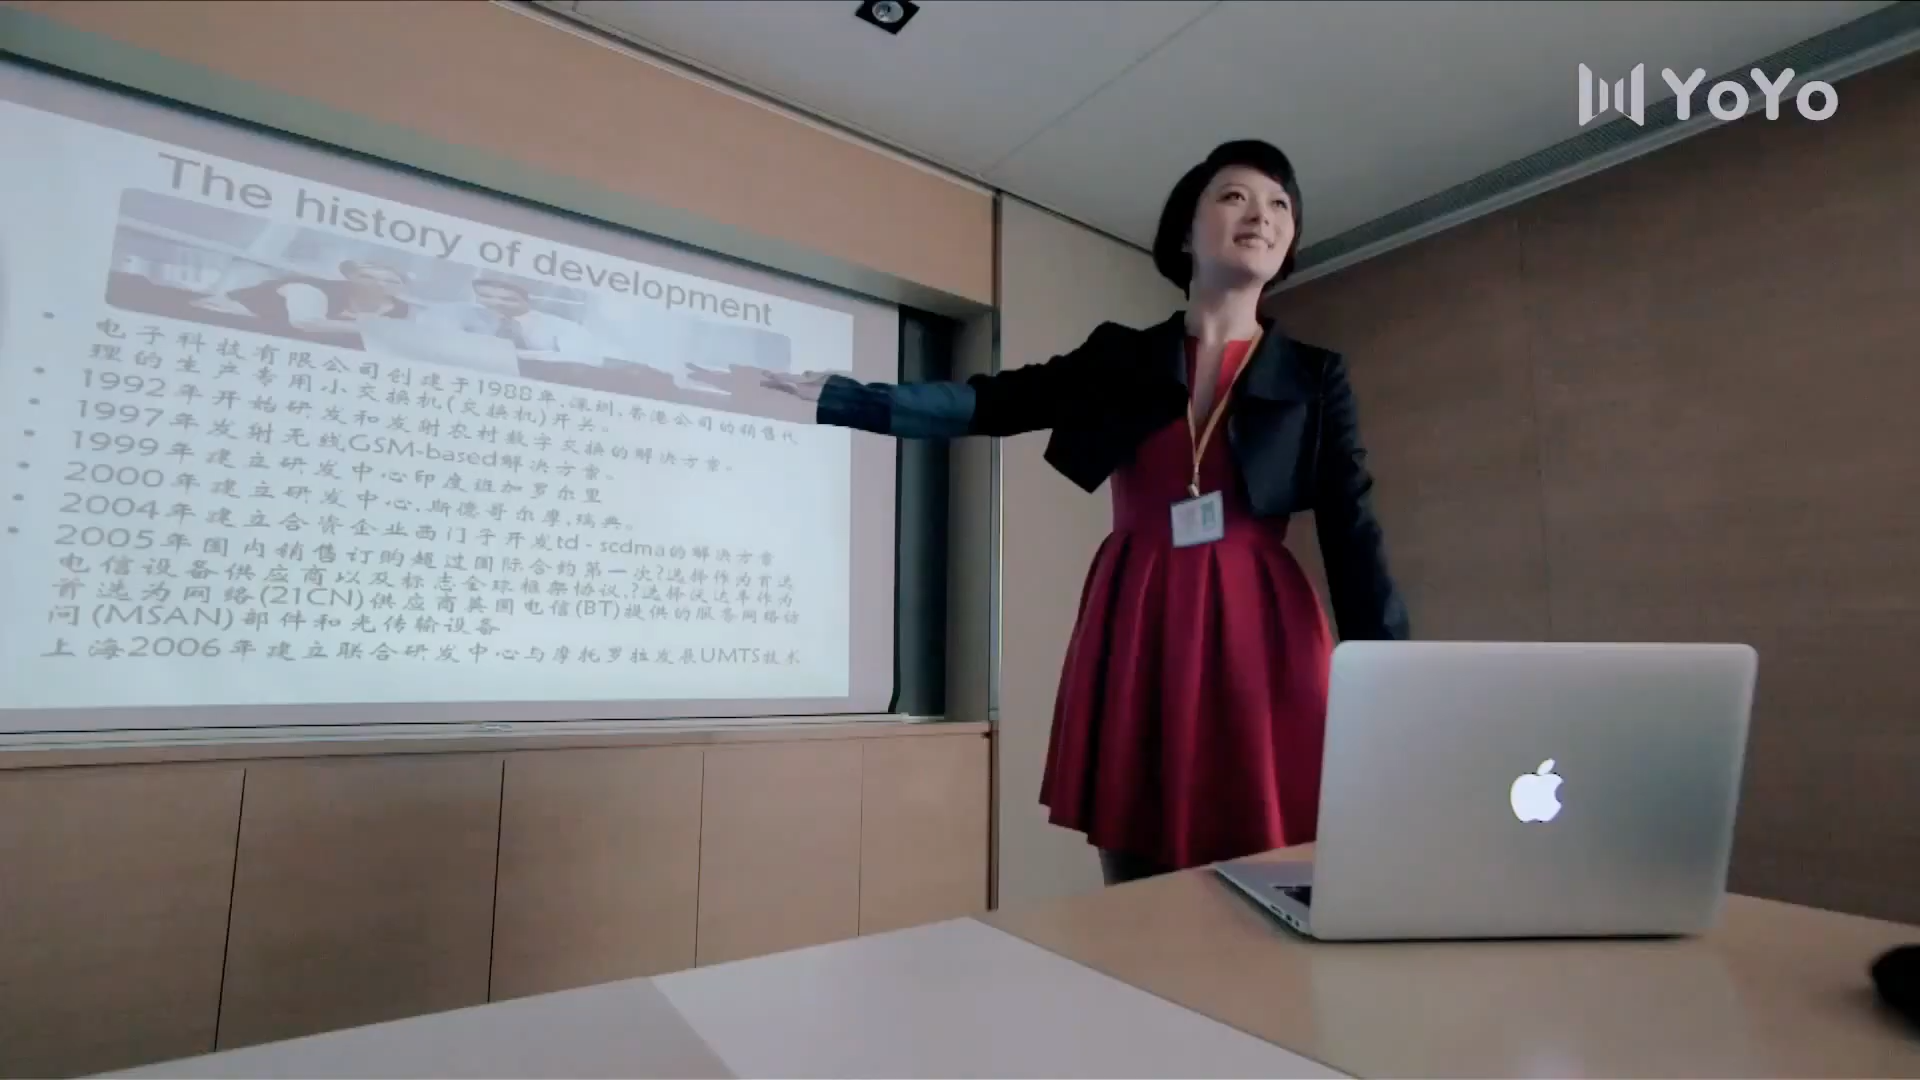 YoYo
The history of development
电子科技有限公司创建于1988年,深圳,香港公司的销售代
理的生产专用小交换机(交换机)开关。
1992年开始研发和发射农村数字交换的解决方案。
1997年发射无线GSM-based解决方案。
1999年建立研发中心印度班加罗尔里
2000年建立研发中心,斯德哥尔摩,瑞典。
2004年建立合资企业西门子开发td - scdma的解决方案
2005年国内销售订购超过国际合约第一次?选择作为首选
电信设备供应商以及标志全球框架协议,?选择沃达丰作为
首选为网络(21CN)供应商英国电信(BT)提供的服务网络访
问(MSAN)部件和光传输设备
上海2006年建立联合研发中心与摩托罗拉发展UMTS技术